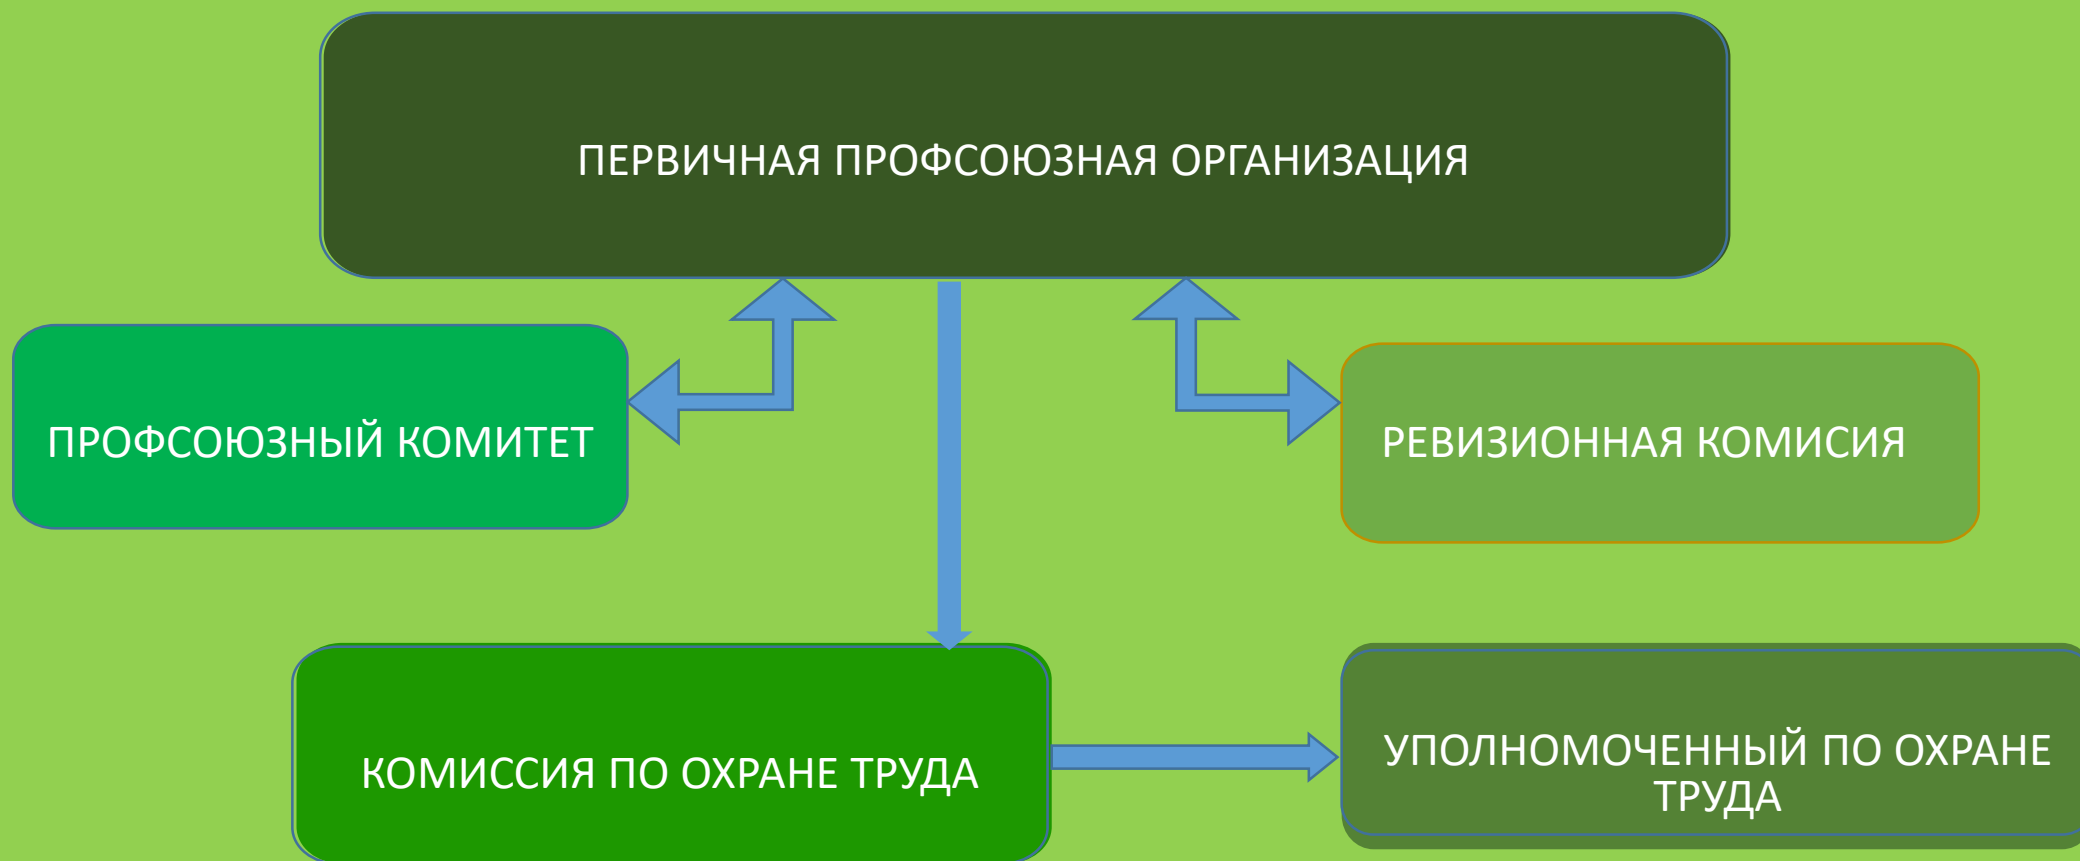 ПЕРВИЧНАЯ ПРОФСОЮЗНАЯ ОРГАНИЗАЦИЯ
ПРОФСОЮЗНЫЙ КОМИТЕТ
РЕВИЗИОННАЯ КОМИСИЯ
КОМИССИЯ ПО ОХРАНЕ ТРУДА
УПОЛНОМОЧЕННЫЙ ПО ОХРАНЕ
ТРУДА